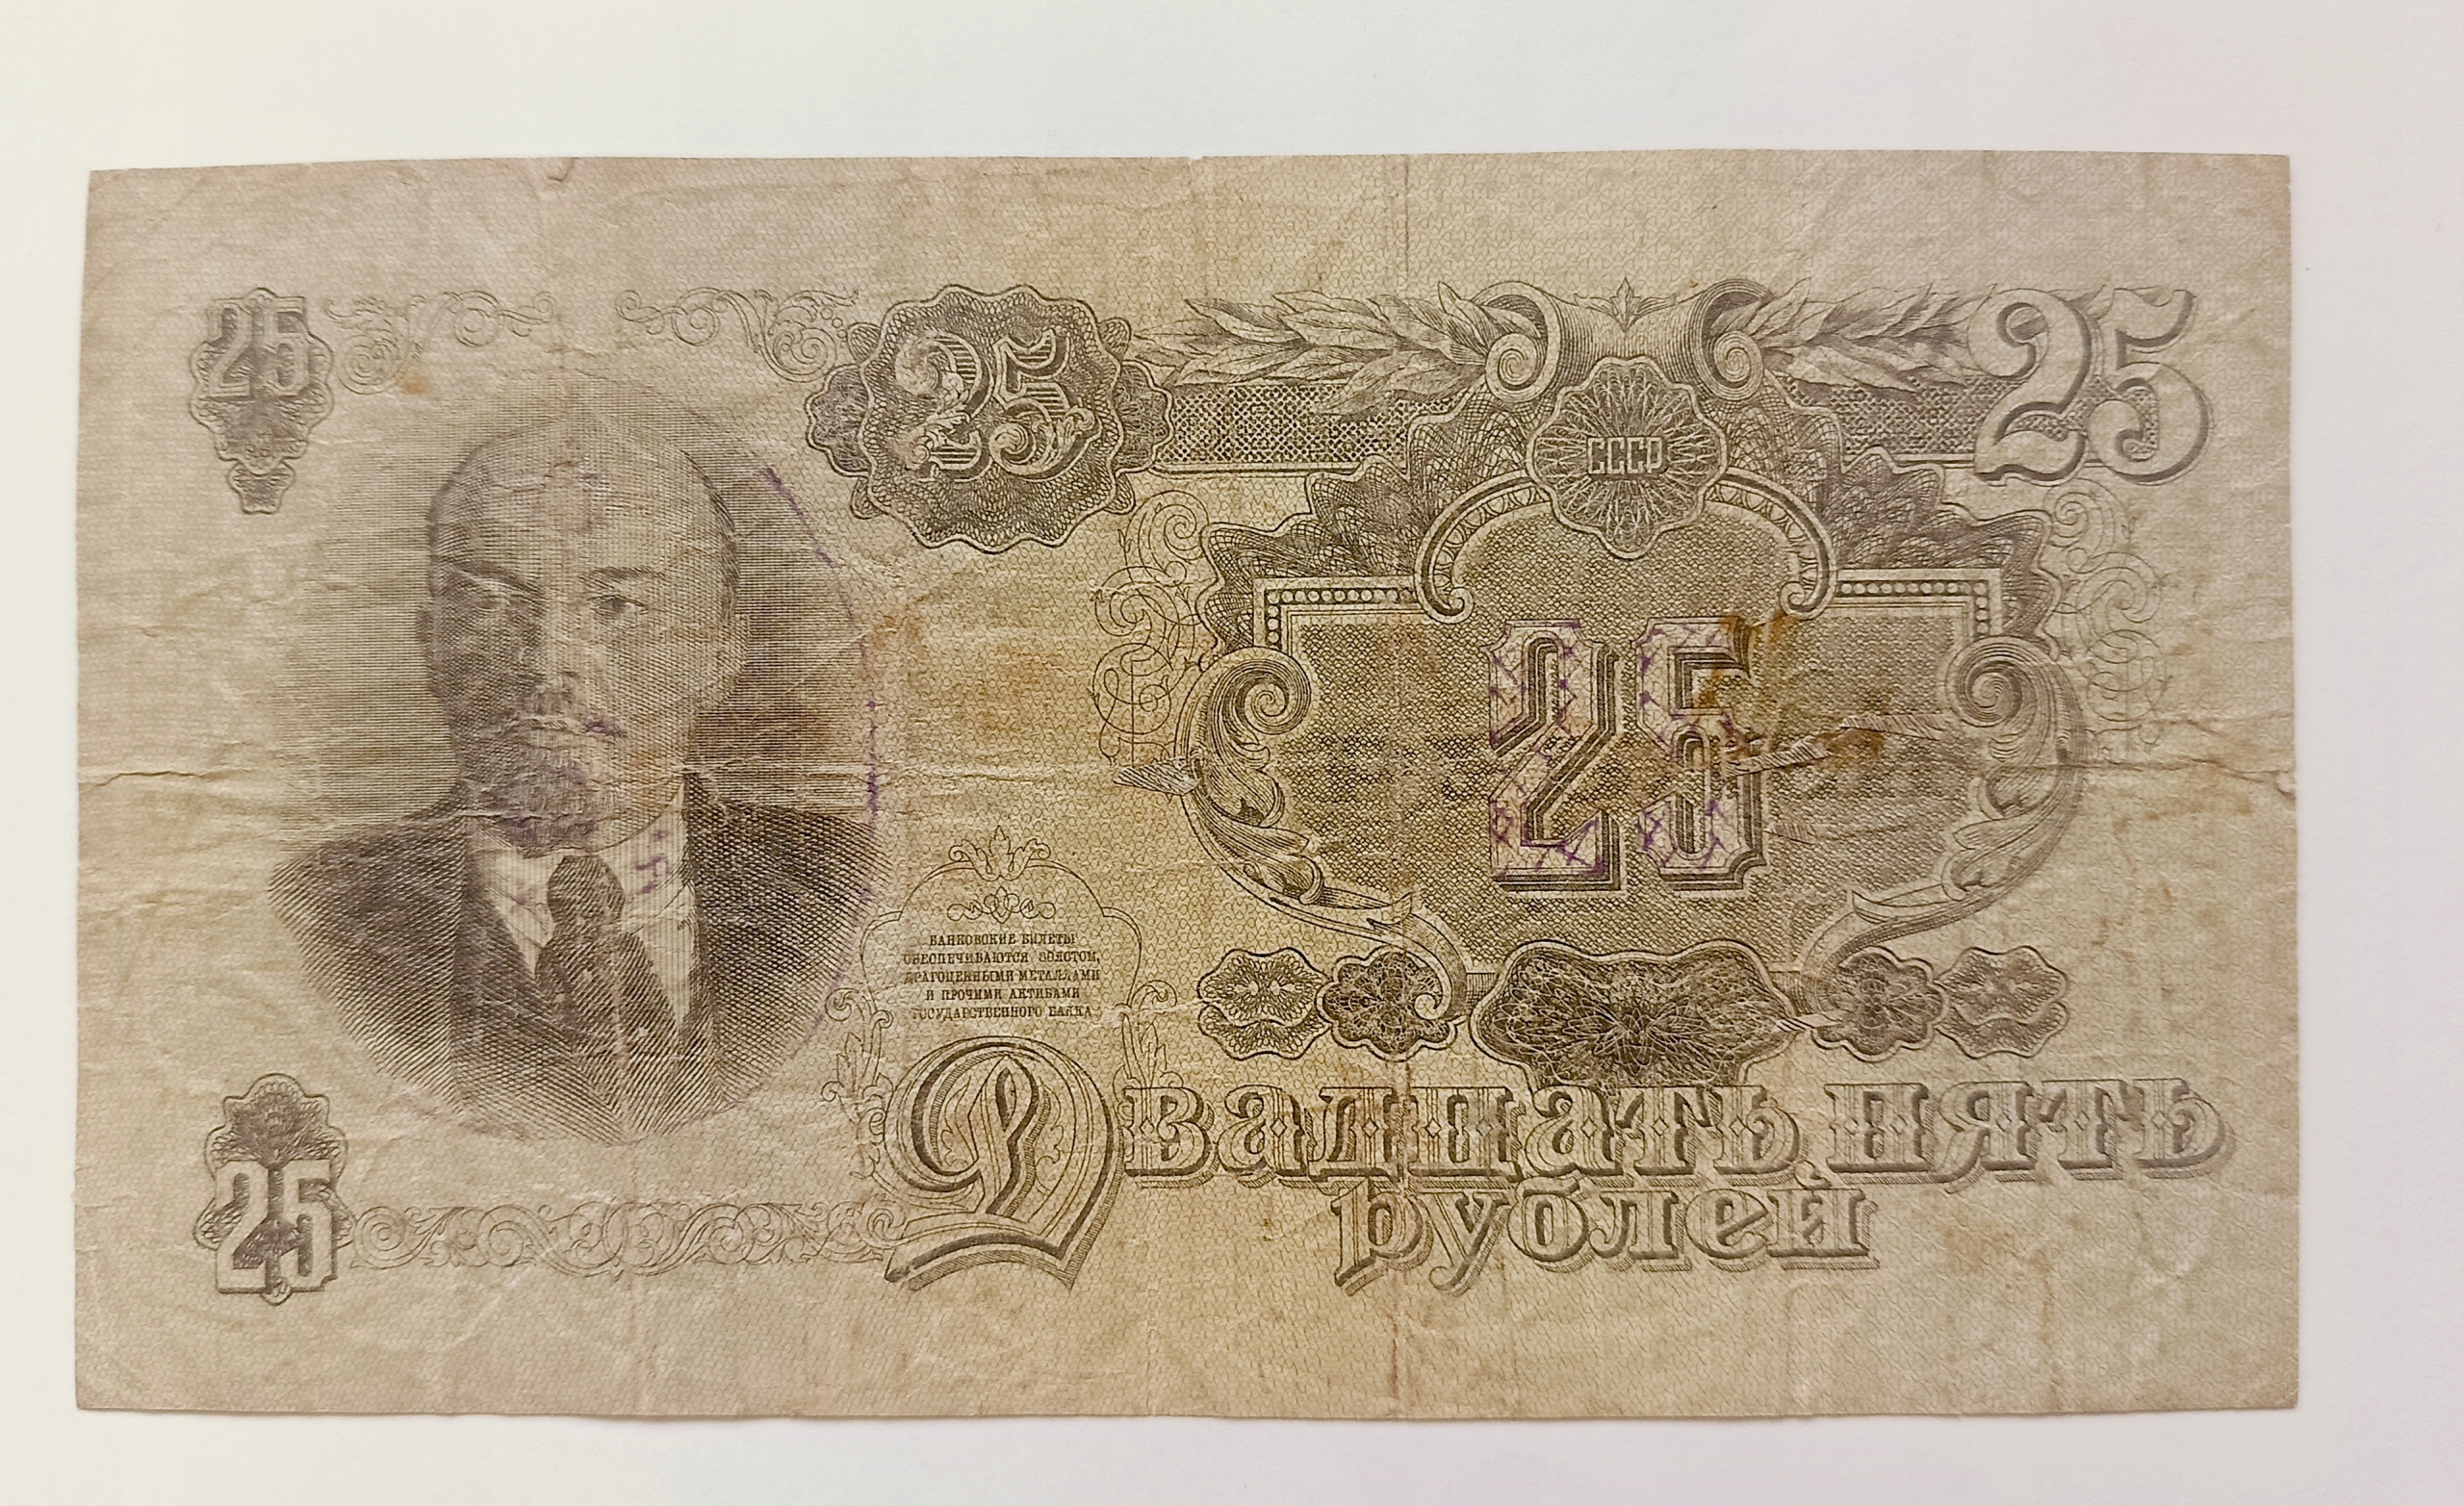 25
25
25
СССР
25
БАНКОВСКИЕ БИЛЕТЫ
ОБЕСПЕЧИВАЮТСЯ ЗОЛОТОМ,
ДРАГОЦЕННЫМИ МЕТАЛЛАМИ
И ПРОЧИМИ АКТИВАМИ
ГОСУДАРСТВЕННОГО БАНКА
25
Двадцать пять
рублей